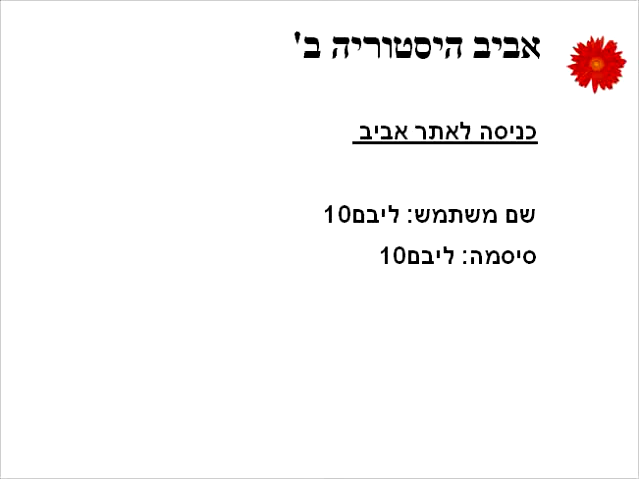 אביב היסטוריה ב'
כניסה לאתר אביב
שם משתמש: ליבם10
סיסמה: ליבם10